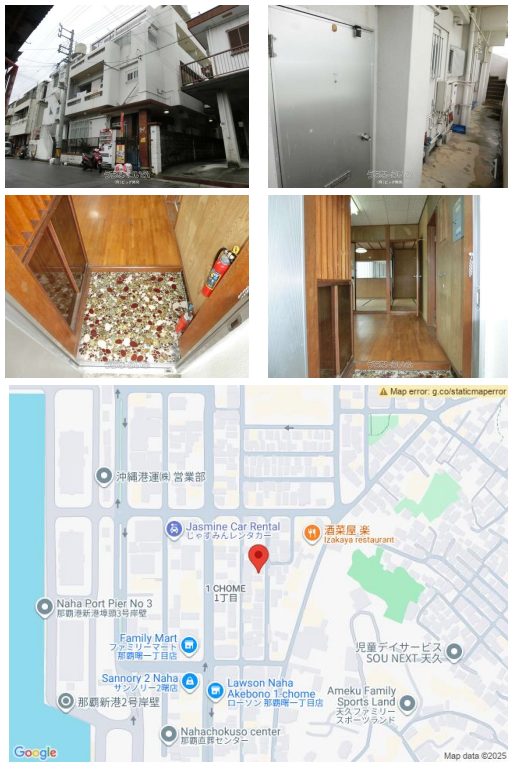 Map error: g.co/staticmaperror
沖縄港運㈱ 営業部
Jasmine Car Rental
じゃすみんレンタカー
酒菜屋 楽
Izakaya restaurant
1 CHOME
1丁目
Naha Port Pier No 3
那覇港新港埠頭3号岸壁
Family Mart
ファミリーマート
那覇曙一丁目店
児童デイサービス
SOU NEXT 天久
Sannory 2 Naha
サンノリー2曙店
Lawson Naha
Akebono 1-chome
ローソン 那覇曙一丁目店
Ameku Family
Sports Land
天久ファミリー
スポーツランド
那覇新港2号岸壁
Nahachokuso center
那覇直葬センター
Google
Map data ©2025